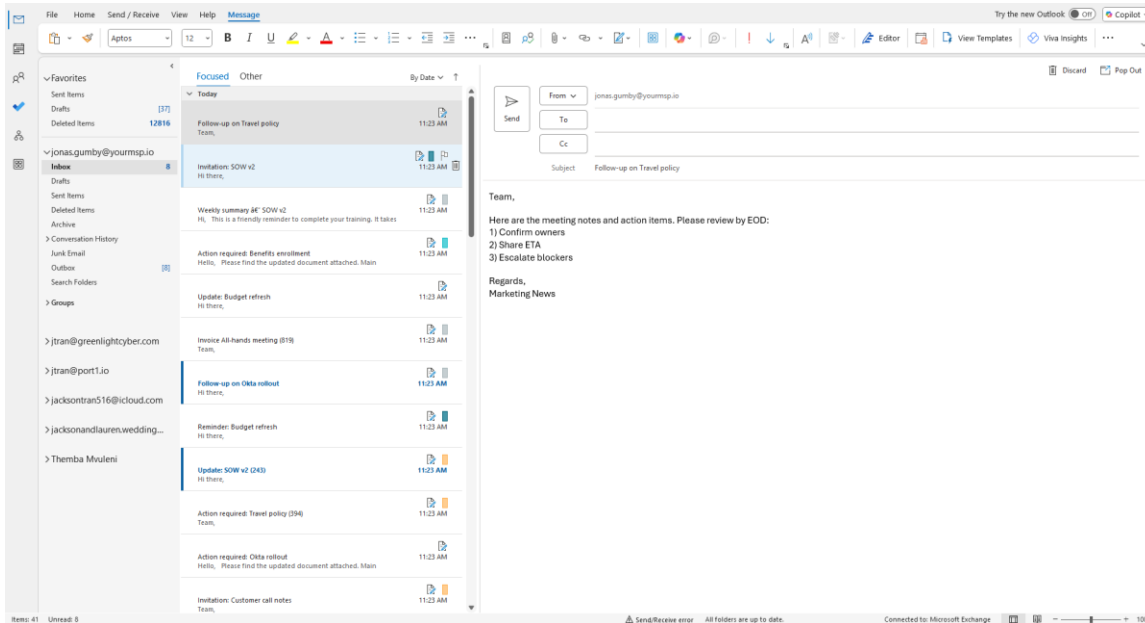 File Home Send / Receive View Help Message
Try the new Outlook Off Copilot
Aptos 12 B I U A Editor View Templates Viva Insights
Discard Pop Out
Favorites
Sent Items
Drafts [37]
Deleted Items 12816
jonas.gumby@yourmsp.io
Inbox 8
Drafts
Sent Items
Deleted Items
Archive
Conversation History
Junk Email
Outbox [8]
Search Folders
Groups
jtran@greenlightcyber.com
jtran@port1.io
jacksontran516@icloud.com
jacksonandlauren.wedding...
Themba Mvuleni
Focused Other By Date
Today
Follow-up on Travel policy 11:23 AM
Team,
Invitation: SOW v2 11:23 AM
Hi there,
Weekly summary â€" SOW v2 11:23 AM
Hi, This is a friendly reminder to complete your training. It takes
Action required: Benefits enrollment 11:23 AM
Hello, Please find the updated document attached. Main
Update: Budget refresh 11:23 AM
Hi there,
Invoice All-hands meeting (819) 11:23 AM
Team,
Follow-up on Okta rollout 11:23 AM
Hi there,
Reminder: Budget refresh 11:23 AM
Hi there,
Update: SOW v2 (243) 11:23 AM
Hi there,
Action required: Travel policy (394) 11:23 AM
Team,
Action required: Okta rollout 11:23 AM
Hello, Please find the updated document attached. Main
Invitation: Customer call notes 11:23 AM
Team,
Send
From jonas.gumby@yourmsp.io
To
Cc
Subject Follow-up on Travel policy
Team,
Here are the meeting notes and action items. Please review by EOD:
1) Confirm owners
2) Share ETA
3) Escalate blockers
Regards,
Marketing News
Items: 41 Unread: 8 Send/Receive error All folders are up to date. Connected to: Microsoft Exchange